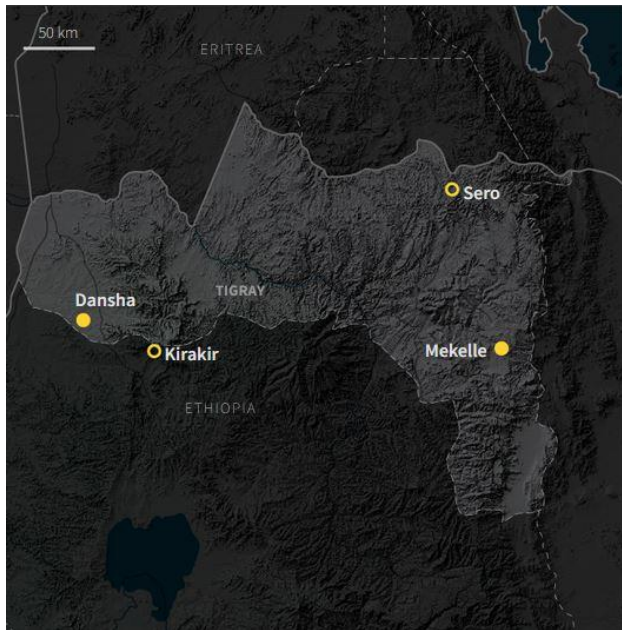 50 km
ERITREA
Sero
TIGRAY
Dansha
Kirakir
Mekelle
ETHIOPIA